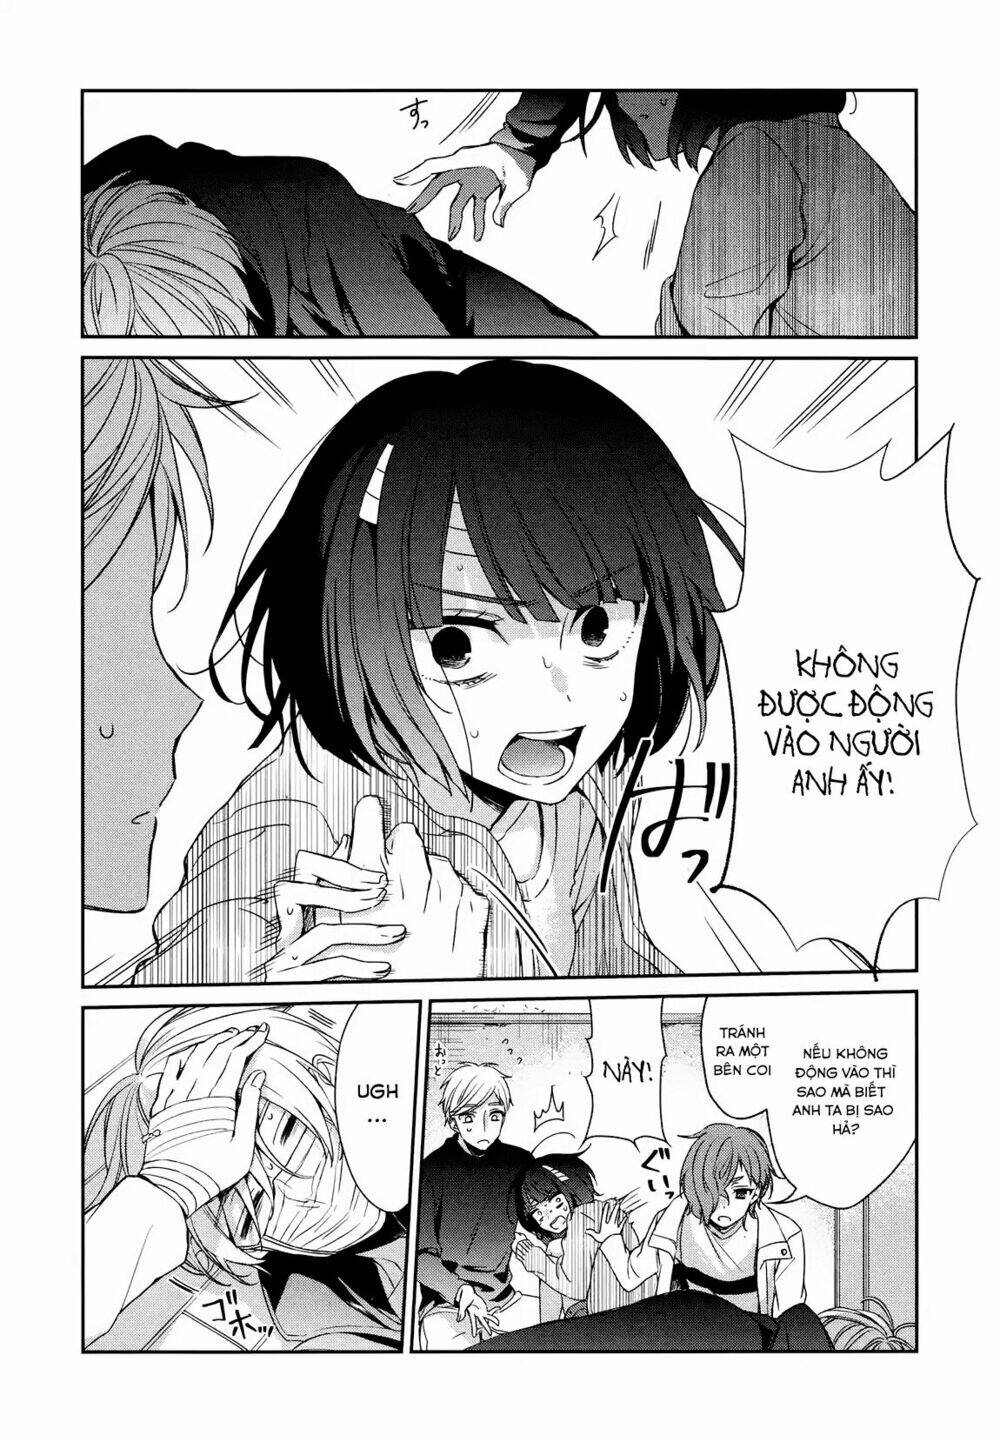 すっ
KHÔNG
ĐƯỢC ĐỘNG
VÀO NGƯỜI
ANH ẤY!
ばっ
NẾU KHÔNG
ĐỘNG VÀO THÌ
SAO MÀ BIẾT
ANH TA BỊ SAO
HẢ?
TRÁNH
RA MỘT
BÊN COI
NÀY!
ぐいっ
おっと
UGH
...
ゴホッ